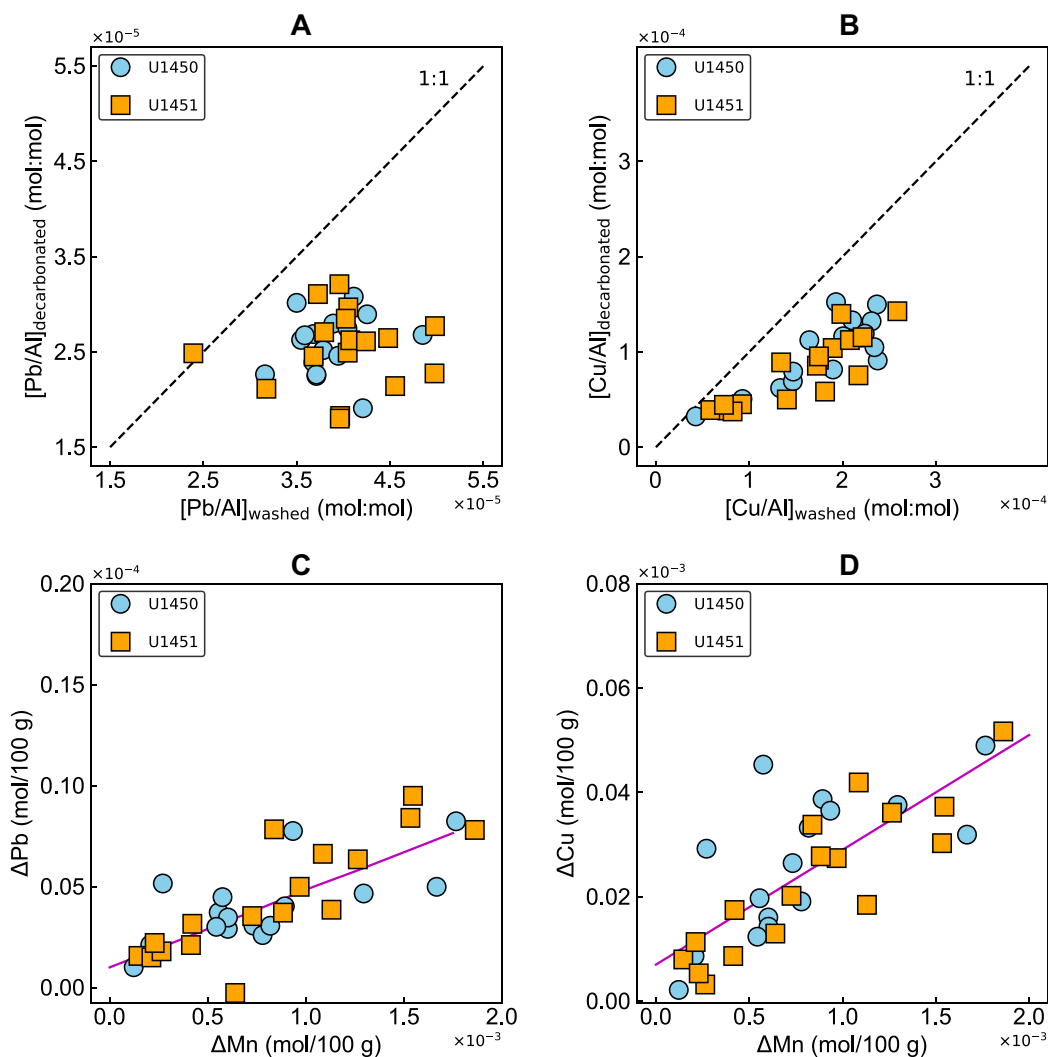 A
×10⁻⁵
U1450
U1451
1:1
5.5
4.5
3.5
2.5
1.5
[Pb/Al]decarbonated (mol:mol)
1.5 2.5 3.5 4.5 5.5
[Pb/Al]washed (mol:mol)
×10⁻⁵
B
×10⁻⁴
U1450
U1451
1:1
4
3
2
1
0
[Cu/Al]decarbonated (mol:mol)
0 1 2 3
[Cu/Al]washed (mol:mol)
×10⁻⁴
C
×10⁻⁴
U1450
U1451
0.20
0.15
0.10
0.05
0.00
ΔPb (mol/100 g)
0.0 0.5 1.0 1.5 2.0
ΔMn (mol/100 g)
×10⁻³
D
×10⁻³
U1450
U1451
0.08
0.06
0.04
0.02
0.00
ΔCu (mol/100 g)
0.0 0.5 1.0 1.5 2.0
ΔMn (mol/100 g)
×10⁻³